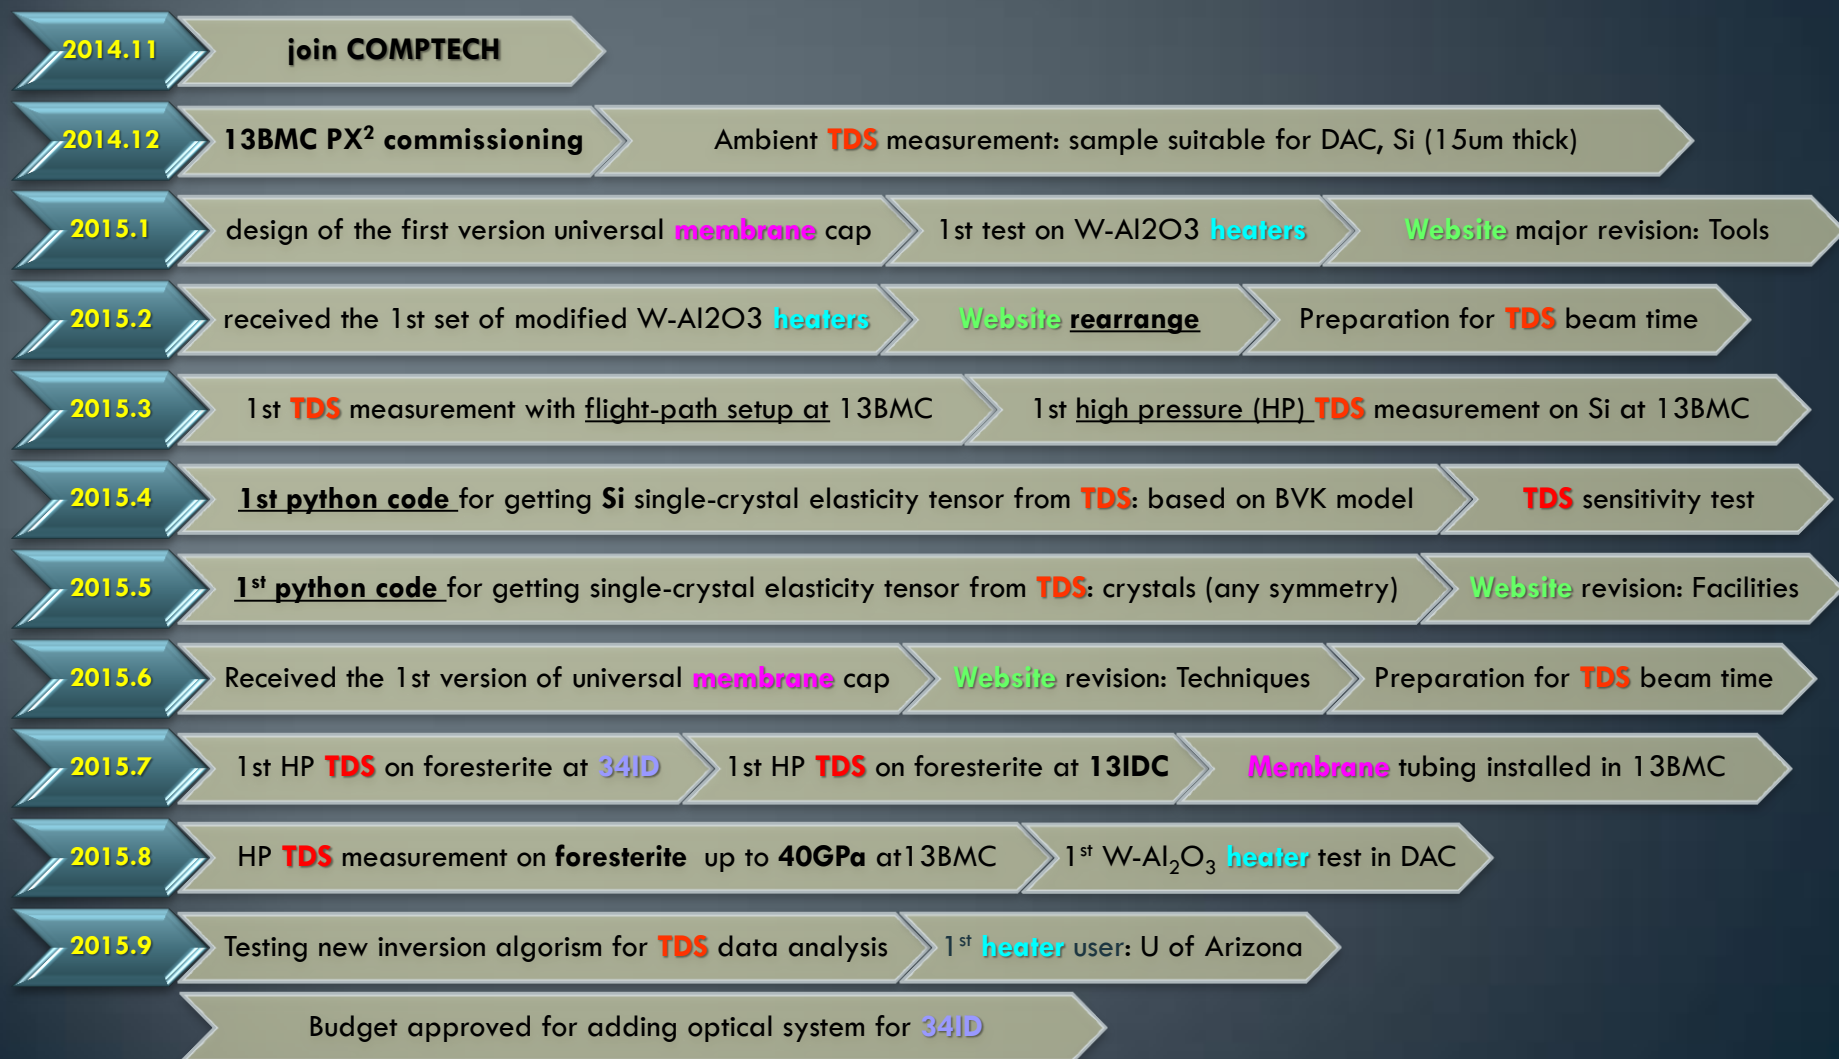 2014.11 join COMPTECH
2014.12 13BMC PX² commissioning Ambient TDS measurement: sample suitable for DAC, Si (15um thick)
2015.1 design of the first version universal membrane cap 1st test on W-Al2O3 heaters Website major revision: Tools
2015.2 received the 1st set of modified W-Al2O3 heaters Website rearrange Preparation for TDS beam time
2015.3 1st TDS measurement with flight-path setup at 13BMC 1st high pressure (HP) TDS measurement on Si at 13BMC
2015.4 1st python code for getting Si single-crystal elasticity tensor from TDS: based on BVK model TDS sensitivity test
2015.5 1st python code for getting single-crystal elasticity tensor from TDS: crystals (any symmetry) Website revision: Facilities
2015.6 Received the 1st version of universal membrane cap Website revision: Techniques Preparation for TDS beam time
2015.7 1st HP TDS on foresterite at 34ID 1st HP TDS on foresterite at 13IDC Membrane tubing installed in 13BMC
2015.8 HP TDS measurement on foresterite up to 40GPa at13BMC 1st W-Al₂O₃ heater test in DAC
2015.9 Testing new inversion algorism for TDS data analysis 1st heater user: U of Arizona
Budget approved for adding optical system for 34ID